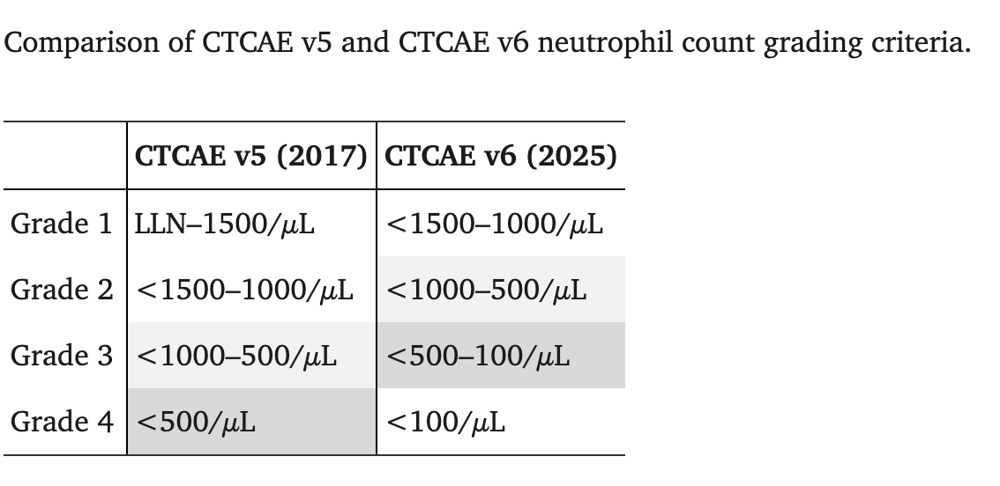 Comparison of CTCAE v5 and CTCAE v6 neutrophil count grading criteria.
CTCAE v5 (2017) CTCAE v6 (2025)
Grade 1 LLN–1500/μL <1500–1000/μL
Grade 2 <1500–1000/μL <1000–500/μL
Grade 3 <1000–500/μL <500–100/μL
Grade 4 <500/μL <100/μL